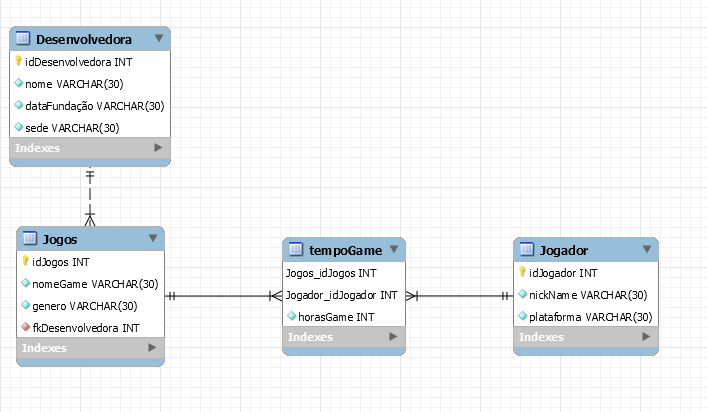 Desenvolvedora
idDesenvolvedora INT
nome VARCHAR(30)
dataFundação VARCHAR(30)
sede VARCHAR(30)
Indexes
Jogos
idJogos INT
nomeGame VARCHAR(30)
genero VARCHAR(30)
fkDesenvolvedora INT
Indexes
tempoGame
Jogos_idJogos INT
Jogador_idJogador INT
horasGame INT
Indexes
Jogador
idJogador INT
nickName VARCHAR(30)
plataforma VARCHAR(30)
Indexes